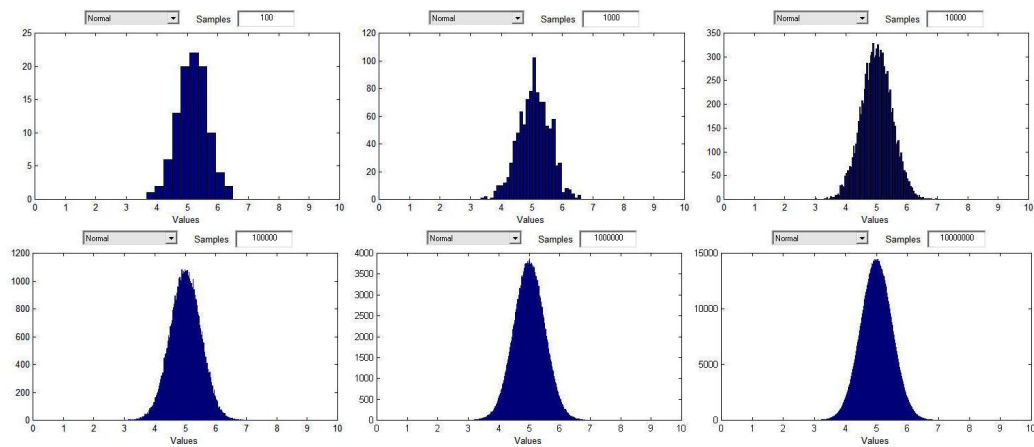 Normal Samples 100
25
20
15
10
5
0
0 1 2 3 4 5 6 7 8 9 10
Values
Normal Samples 1000
120
100
80
60
40
20
0
0 1 2 3 4 5 6 7 8 9 10
Values
Normal Samples 10000
350
300
250
200
150
100
50
0
0 1 2 3 4 5 6 7 8 9 10
Values
Normal Samples 100000
1200
1000
800
600
400
200
0
0 1 2 3 4 5 6 7 8 9 10
Values
Normal Samples 1000000
4000
3500
3000
2500
2000
1500
1000
500
0
0 1 2 3 4 5 6 7 8 9 10
Values
Normal Samples 10000000
15000
10000
5000
0
0 1 2 3 4 5 6 7 8 9 10
Values